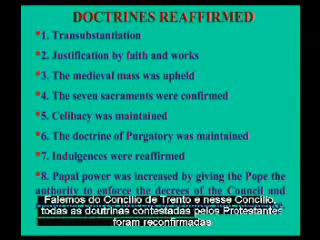 DOCTRINES REAFFIRMED
*1. Transubstantiation
*2. Justification by faith and works
*3. The medieval mass was upheld
*4. The seven sacraments were confirmed
*5. Celibacy was maintained
*6. The doctrine of Purgatory was maintained
*7. Indulgences were reaffirmed
*8. Papal power was increased by giving the Pope the
authority to enforce the decrees of the Council and
Falemos do Concílio de Trento e nesse Concílio,
todas as doutrinas contestadas pelos Protestantes
foram reconfirmadas